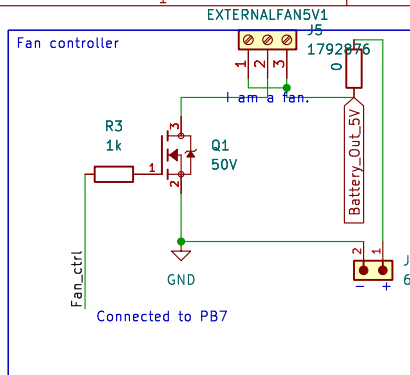 EXTERNALFAN5V1
Fan controller
J5
1792876
1
2
3
0
I am a fan.
R3
1k
3
1
2
Q1
50V
Battery_Out_5V
GND
Fan_ctrl
2
1
J
6
-
+
Connected to PB7